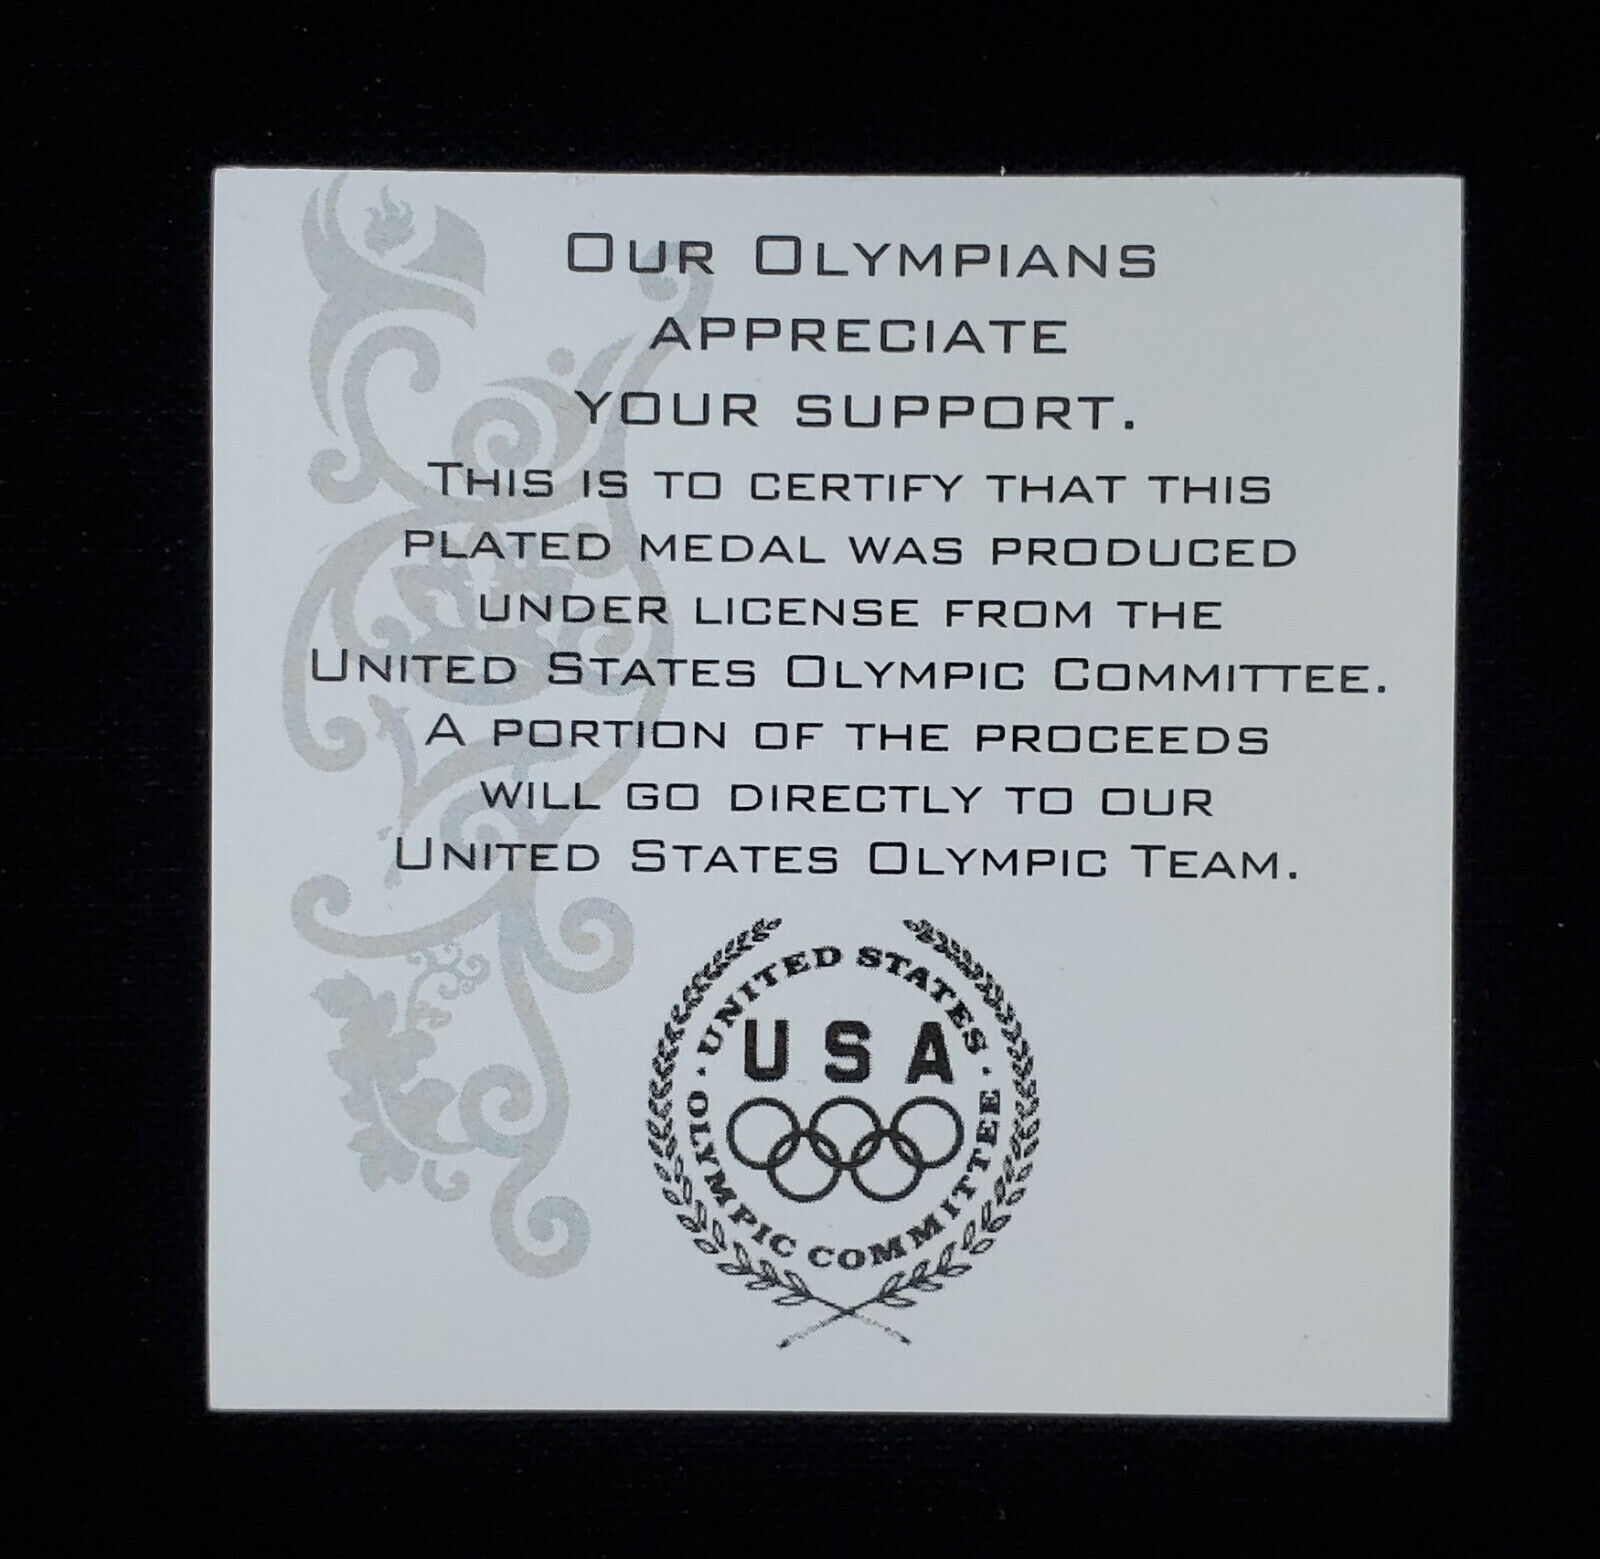 OUR OLYMPIANS
APPRECIATE
YOUR SUPPORT.
THIS IS TO CERTIFY THAT THIS
PLATED MEDAL WAS PRODUCED
UNDER LICENSE FROM THE
UNITED STATES OLYMPIC COMMITTEE.
A PORTION OF THE PROCEEDS
WILL GO DIRECTLY TO OUR
UNITED STATES OLYMPIC TEAM.
· UNITED STATES ·
USA
OLYMPIC COMMITTEE